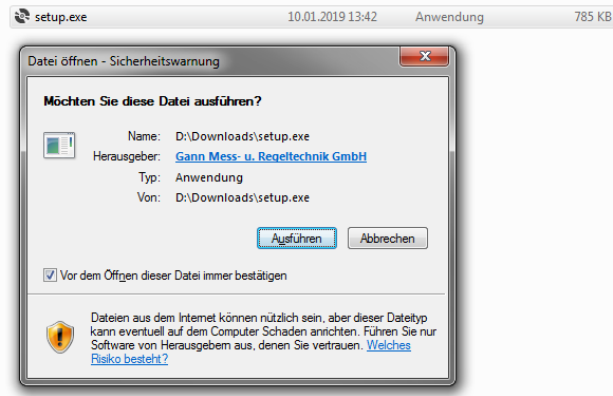 setup.exe 10.01.2019 13:42 Anwendung 785 KB
Datei öffnen - Sicherheitswarnung
Möchten Sie diese Datei ausführen?
Name: D:\Downloads\setup.exe
Herausgeber: Gann Mess- u. Regeltechnik GmbH
Typ: Anwendung
Von: D:\Downloads\setup.exe
Ausführen Abbrechen
Vor dem Öffnen dieser Datei immer bestätigen
Dateien aus dem Internet können nützlich sein, aber dieser Dateityp
kann eventuell auf dem Computer Schaden anrichten. Führen Sie nur
Software von Herausgebern aus, denen Sie vertrauen. Welches
Risiko besteht?